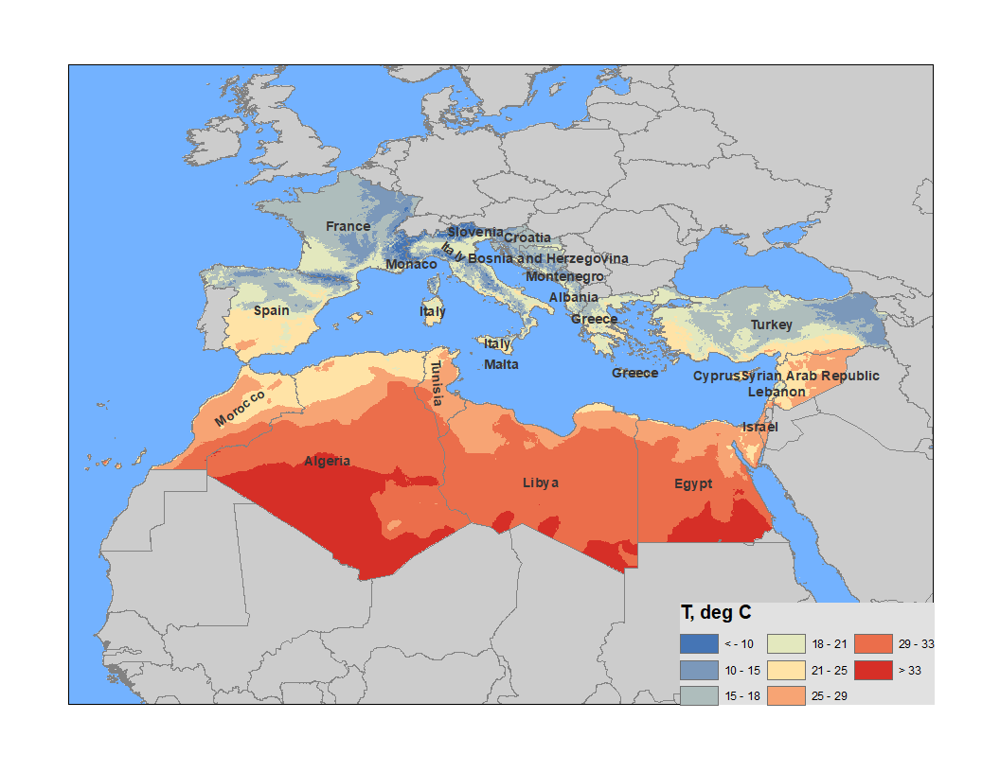 France
Slovenia
Croatia
Italy
Bosnia and Herzegovina
Monaco
Montenegro
Albania
Spain
Italy
Greece
Turkey
Italy
Malta
Tunisia
Greece
Cyprus
Syrian Arab Republic
Lebanon
Morocco
Israel
Algeria
Libya
Egypt
T, deg C
< - 10
18 - 21
29 - 33
10 - 15
21 - 25
> 33
15 - 18
25 - 29